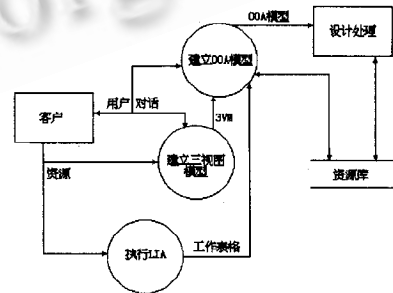 OOA模型
设计处理
建立OOA模型
用户 对话
客户
3VM
建立三视图
模型
资源
资源库
执行LIA
工作表格